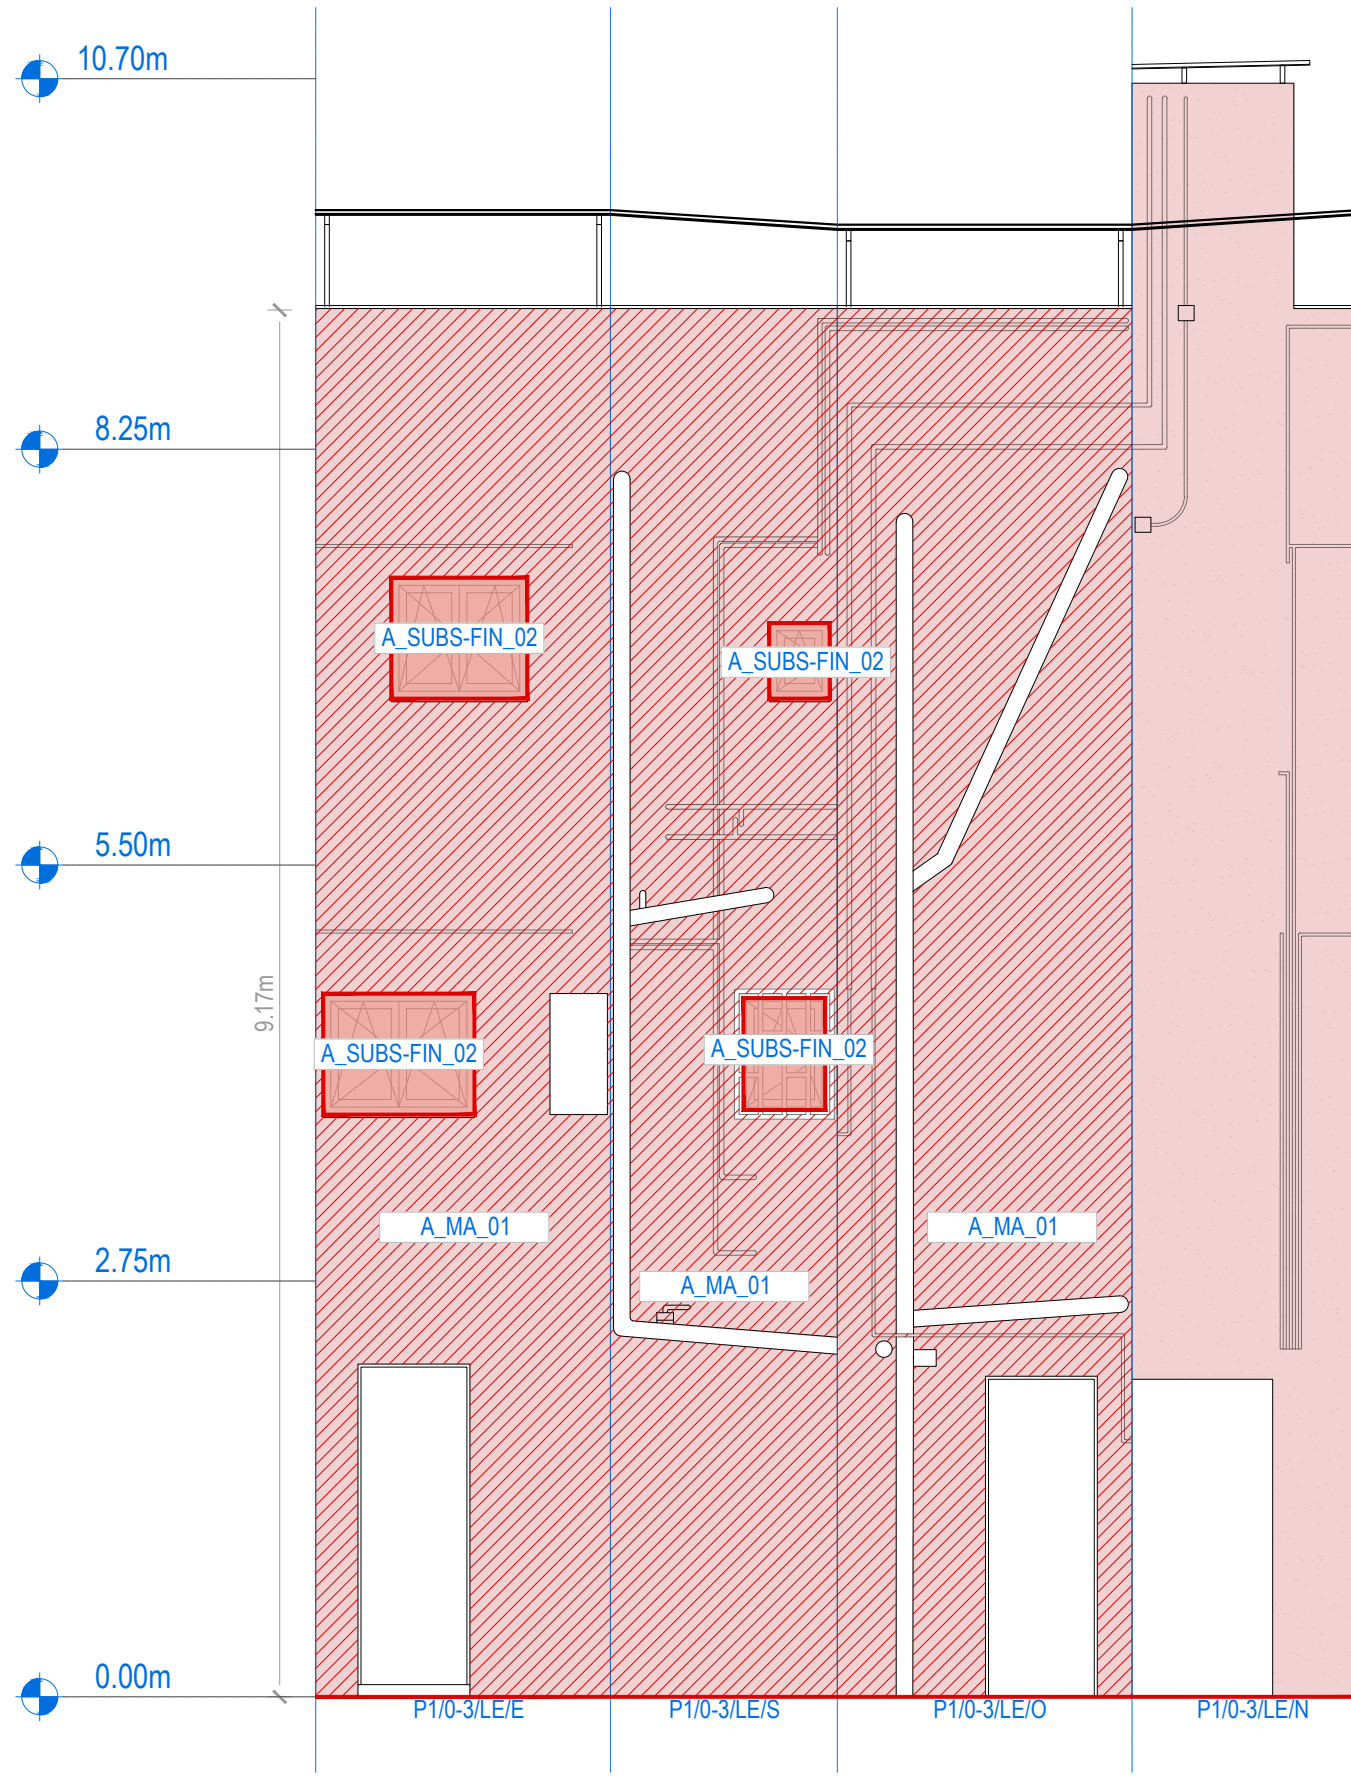 10.70m
8.25m
A_SUBS-FIN_02
A_SUBS-FIN_02
5.50m
9.17m
A_SUBS-FIN_02
A_SUBS-FIN_02
A_MA_01
A_MA_01
2.75m
A_MA_01
0.00m
P1/0-3/LE/E
P1/0-3/LE/S
P1/0-3/LE/O
P1/0-3/LE/N